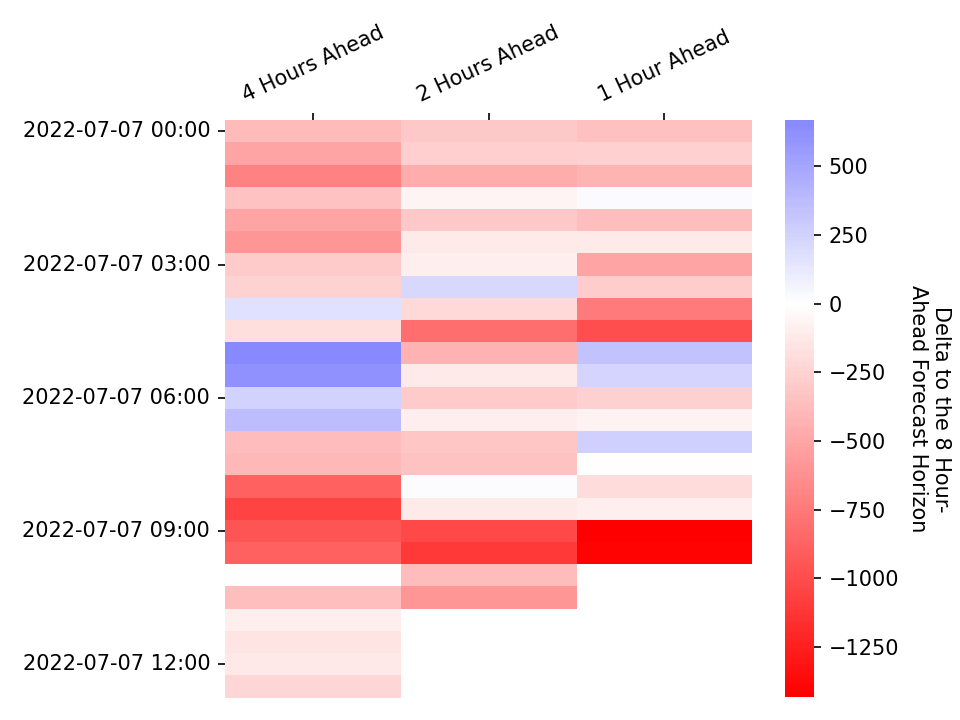 4 Hours Ahead
2 Hours Ahead
1 Hour Ahead
2022-07-07 00:00
2022-07-07 03:00
2022-07-07 06:00
2022-07-07 09:00
2022-07-07 12:00
500
250
0
−250
−500
−750
−1000
−1250
Delta to the 8 Hour-
Ahead Forecast Horizon